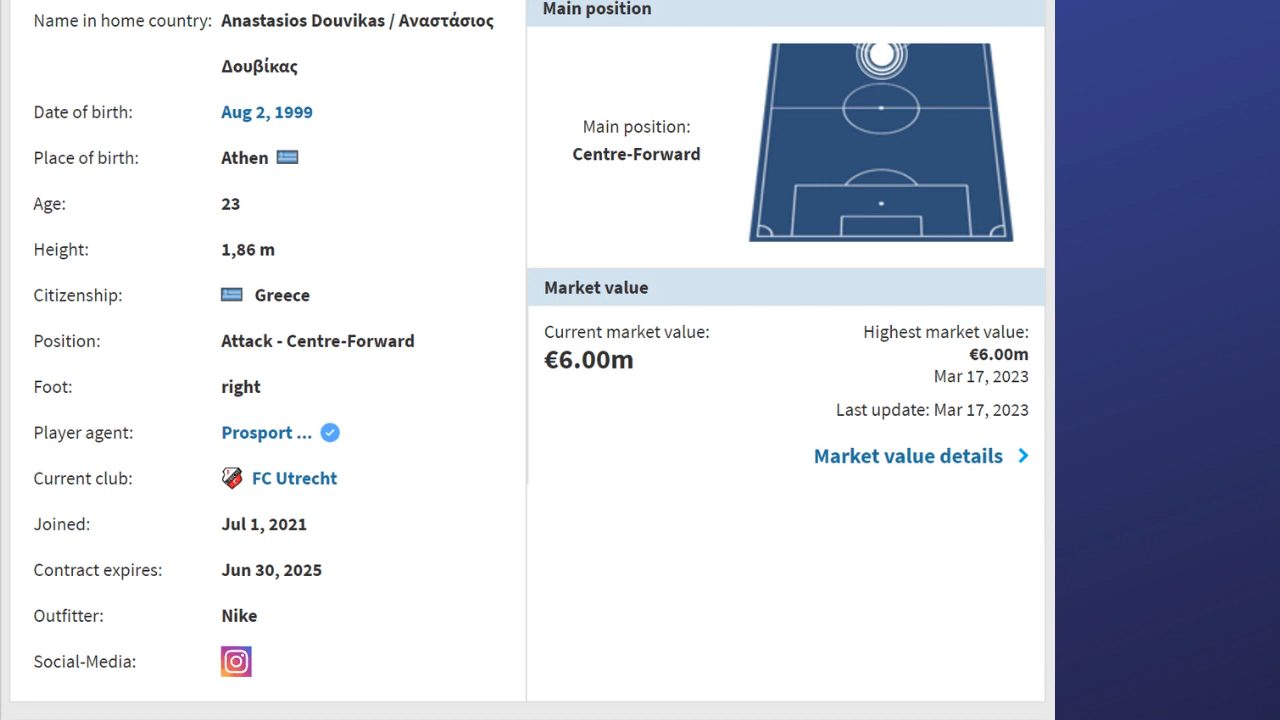 Name in home country: Anastasios Douvikas / Αναστάσιος
Δουβίκας
Date of birth: Aug 2, 1999
Place of birth: Athen
Age: 23
Height: 1,86 m
Citizenship: Greece
Position: Attack - Centre-Forward
Foot: right
Player agent: Prosport ...
Current club: FC Utrecht
Joined: Jul 1, 2021
Contract expires: Jun 30, 2025
Outfitter: Nike
Social-Media:
Main position
Main position:
Centre-Forward
Market value
Current market value:
€6.00m
Highest market value:
€6.00m
Mar 17, 2023
Last update: Mar 17, 2023
Market value details